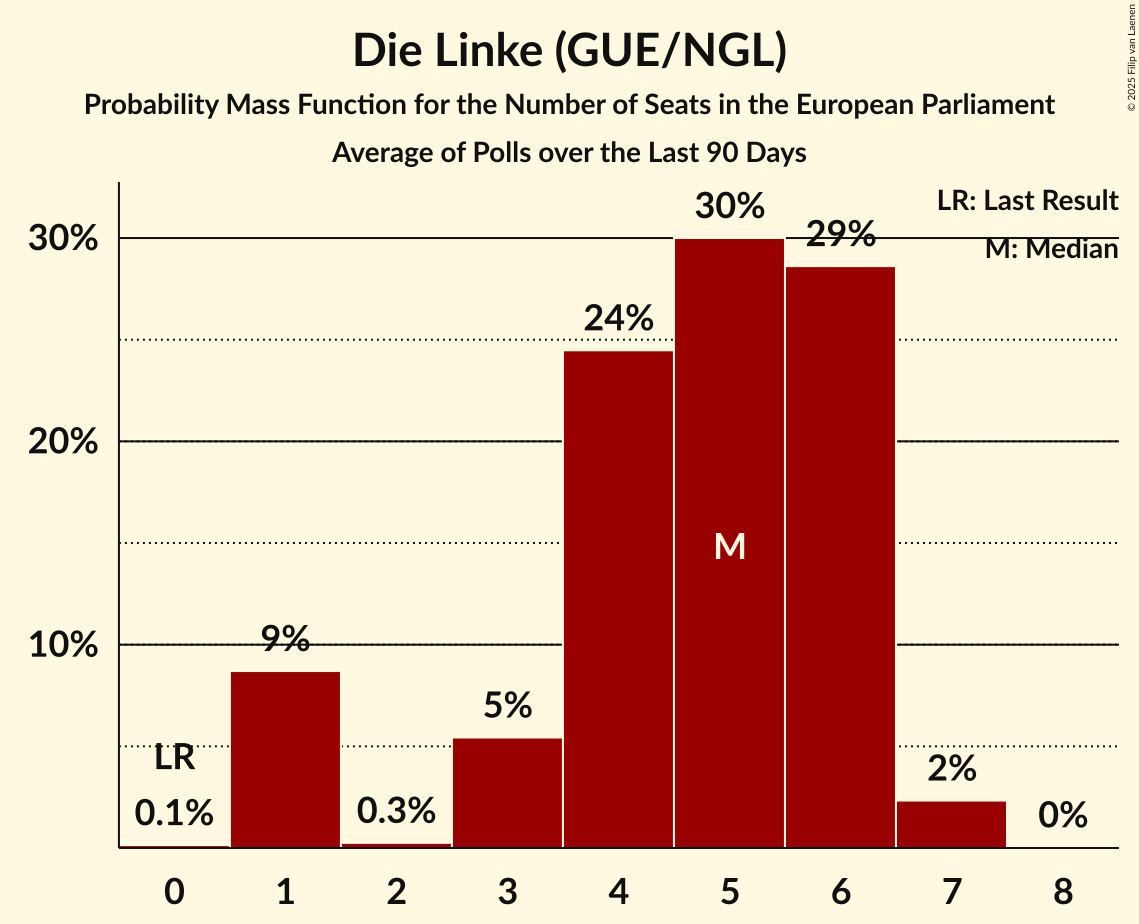 Die Linke (GUE/NGL)
Probability Mass Function for the Number of Seats in the European Parliament
Average of Polls over the Last 90 Days
© 2025 Filip van Laenen
LR: Last Result
M: Median
30%
20%
10%
LR
0.1%
9%
0.3%
5%
24%
30%
M
29%
2%
0%
0 1 2 3 4 5 6 7 8